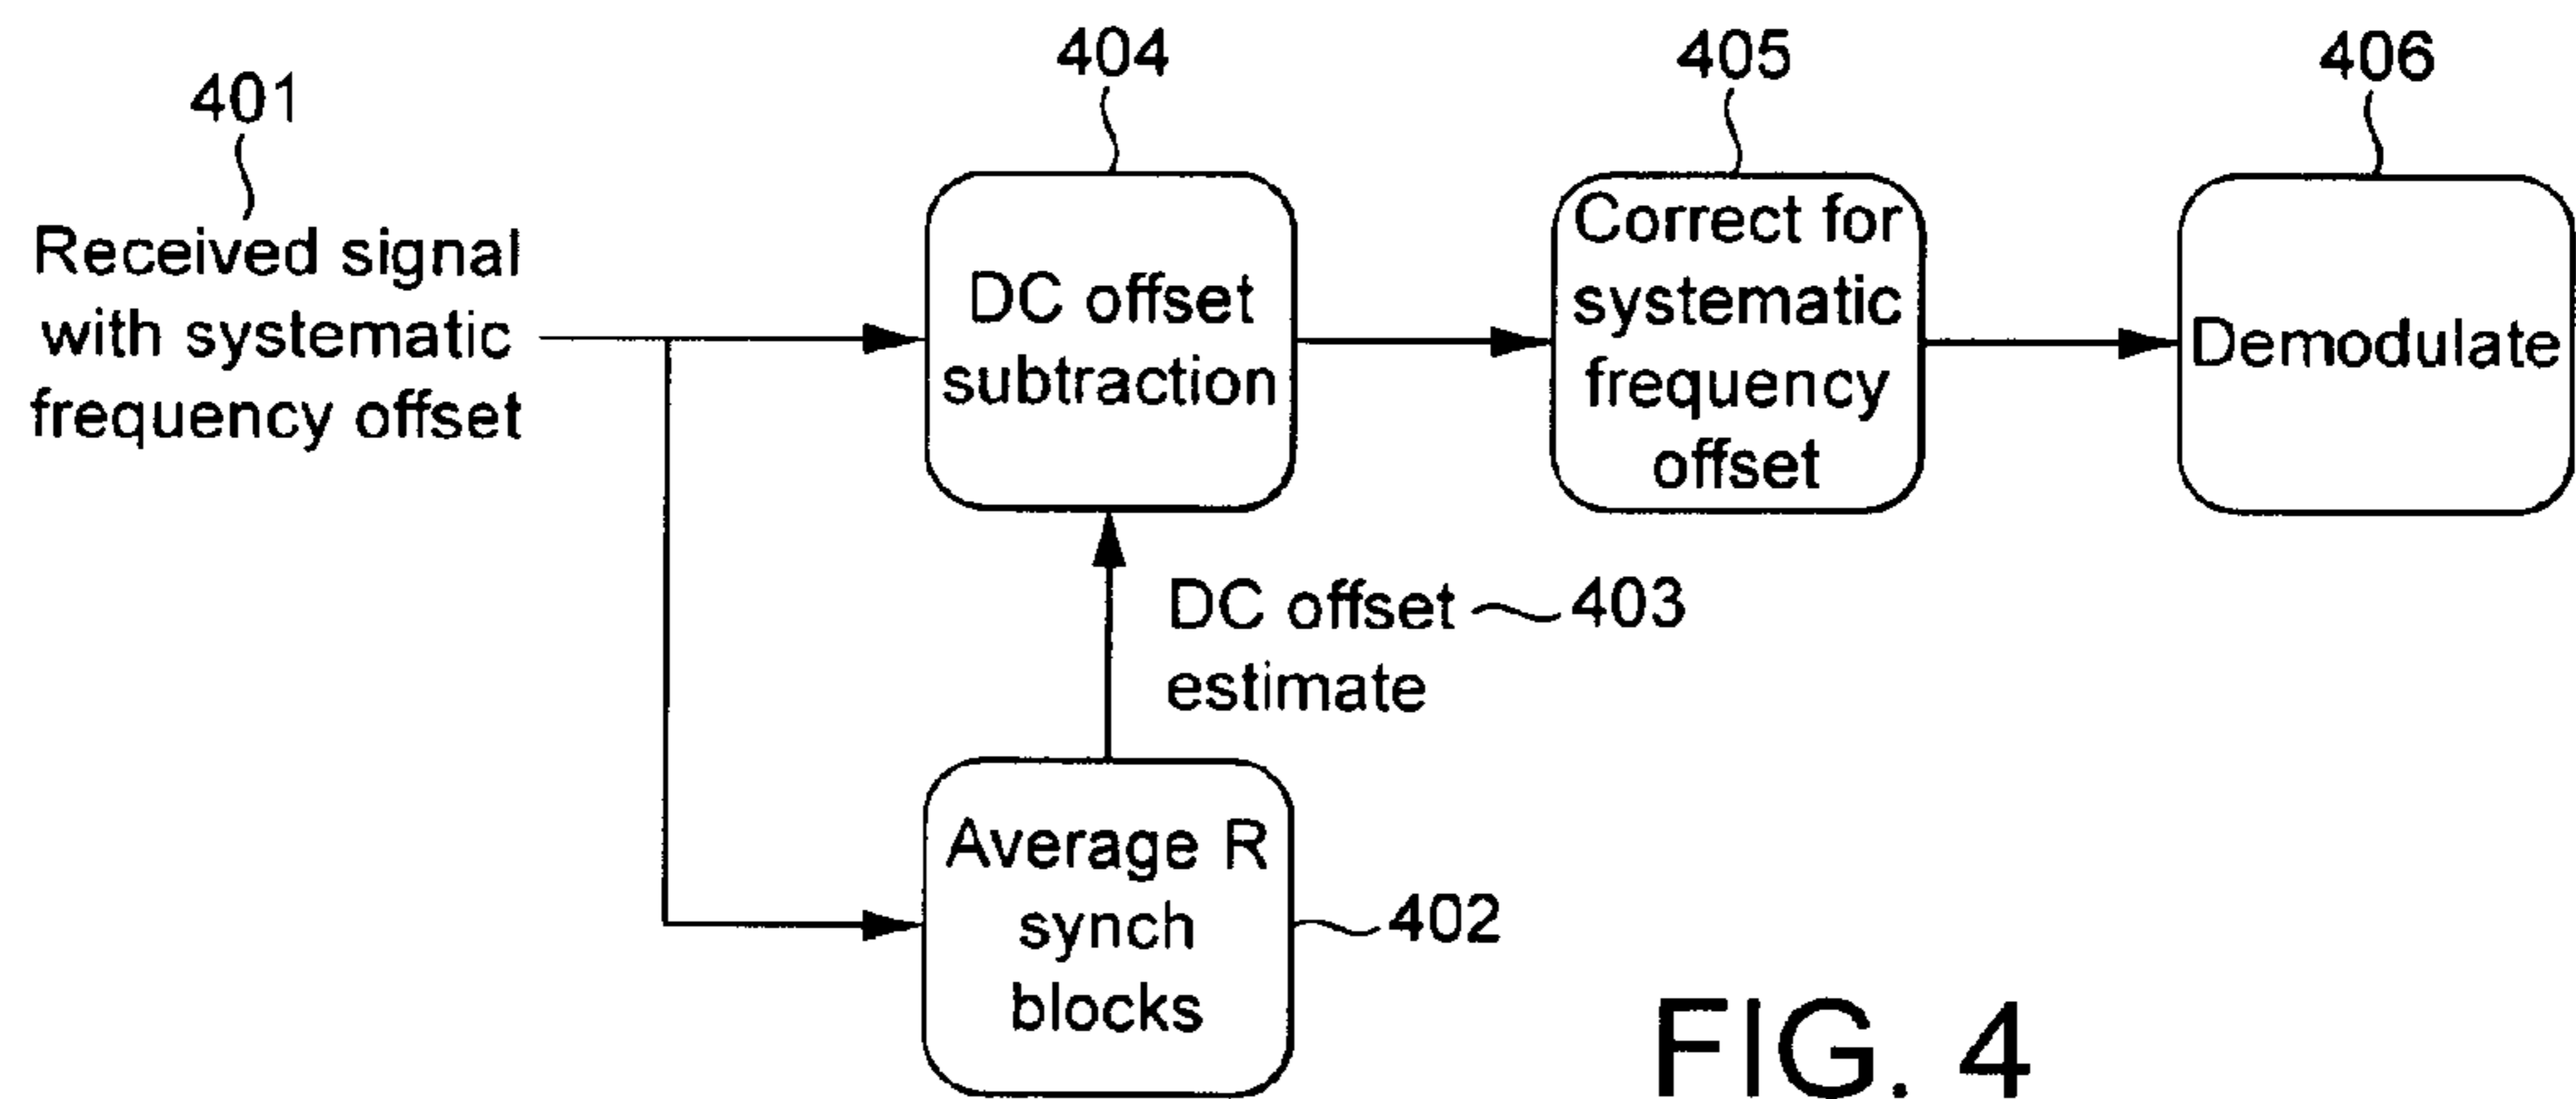 401
Received signal
with systematic
frequency offset
404
DC offset
subtraction
405
Correct for
systematic
frequency
offset
406
Demodulate
DC offset
estimate
403
Average R
synch
blocks
402
FIG. 4